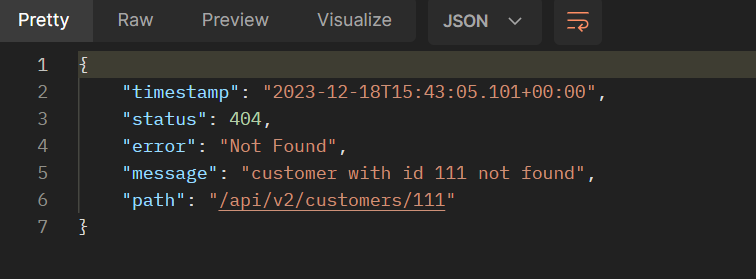 Pretty Raw Preview Visualize JSON
1 {
2 "timestamp": "2023-12-18T15:43:05.101+00:00",
3 "status": 404,
4 "error": "Not Found",
5 "message": "customer with id 111 not found",
6 "path": "/api/v2/customers/111"
7 }